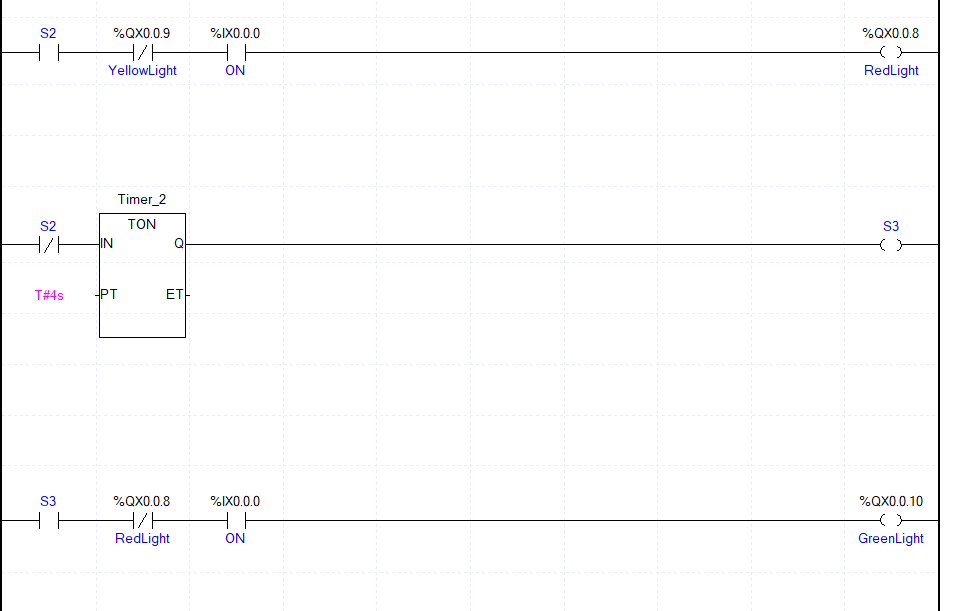 S2 %QX0.0.9 %IX0.0.0 %QX0.0.8
YellowLight ON RedLight
Timer_2
TON
S2 S3
IN Q
T#4s PT ET
S3 %QX0.0.8 %IX0.0.0 %QX0.0.10
RedLight ON GreenLight